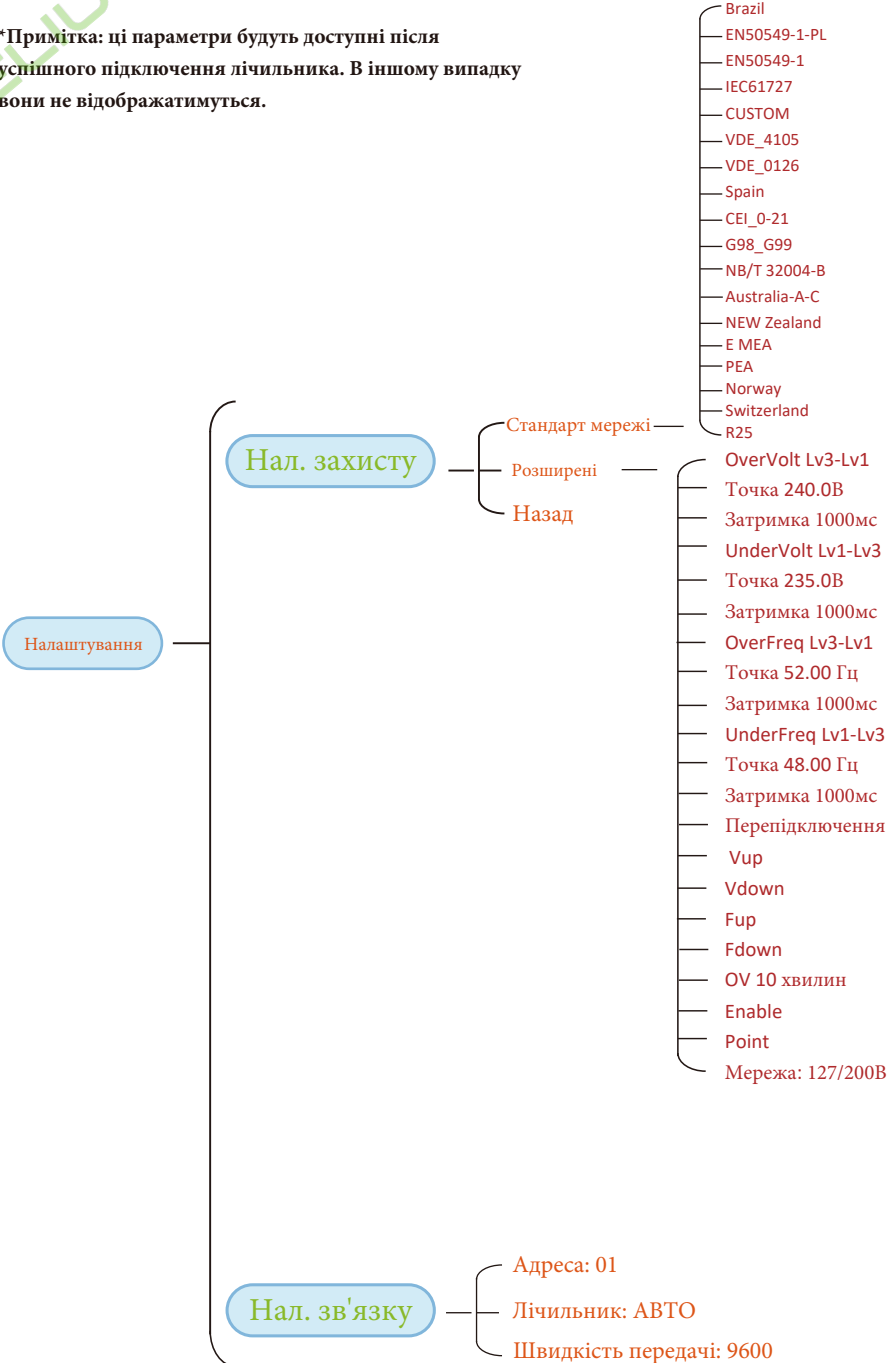 *Примітка: ці параметри будуть доступні після
успішного підключення лічильника. В іншому випадку
вони не відображатимуться.
Brazil
EN50549-1-PL
EN50549-1
IEC61727
CUSTOM
VDE_4105
VDE_0126
Spain
CEI_0-21
G98_G99
NB/T 32004-B
Australia-A-C
NEW Zealand
E MEA
PEA
Norway
Switzerland
R25
Налаштування
Нал. захисту
Стандарт мережі
Розширені
Назад
OverVolt Lv3-Lv1
Точка 240.0В
Затримка 1000мс
UnderVolt Lv1-Lv3
Точка 235.0В
Затримка 1000мс
OverFreq Lv3-Lv1
Точка 52.00 Гц
Затримка 1000мс
UnderFreq Lv1-Lv3
Точка 48.00 Гц
Затримка 1000мс
Перепідключення
Vup
Vdown
Fup
Fdown
OV 10 хвилин
Enable
Point
Мережа: 127/200В
Нал. зв'язку
Адреса: 01
Лічильник: АВТО
Швидкість передачі: 9600